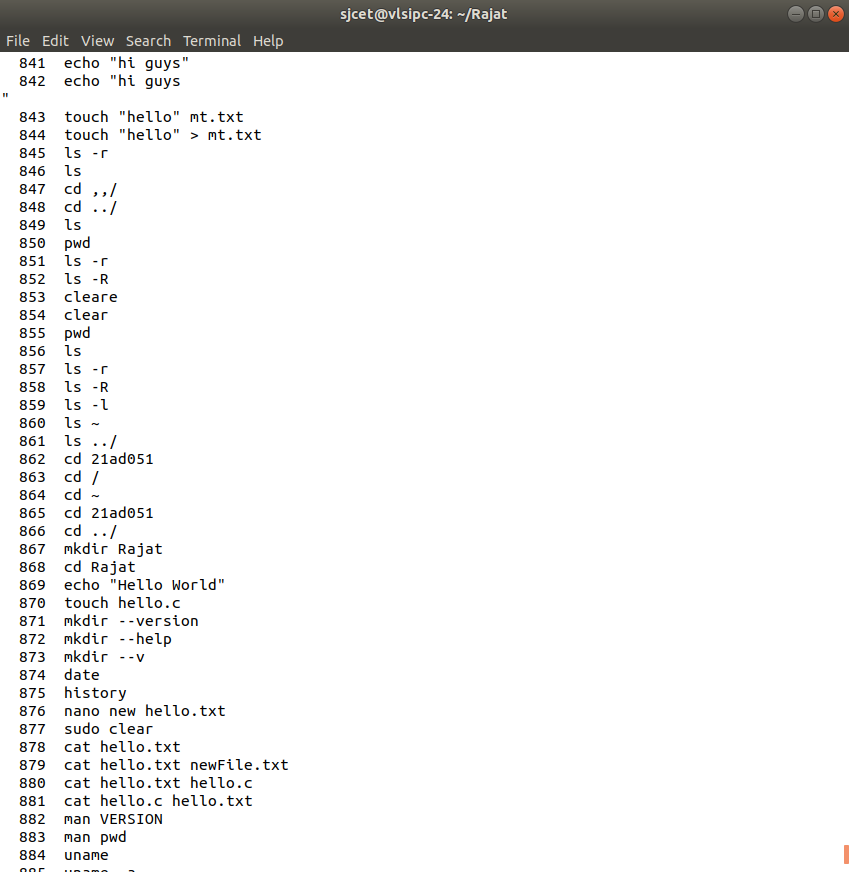 sjcet@vlsipc-24: ~/Rajat
File Edit View Search Terminal Help
841 echo "hi guys"
842 echo "hi guys
"
843 touch "hello" mt.txt
844 touch "hello" > mt.txt
845 ls -r
846 ls
847 cd ,,/
848 cd ../
849 ls
850 pwd
851 ls -r
852 ls -R
853 cleare
854 clear
855 pwd
856 ls
857 ls -r
858 ls -R
859 ls -l
860 ls ~
861 ls ../
862 cd 21ad051
863 cd /
864 cd ~
865 cd 21ad051
866 cd ../
867 mkdir Rajat
868 cd Rajat
869 echo "Hello World"
870 touch hello.c
871 mkdir --version
872 mkdir --help
873 mkdir --v
874 date
875 history
876 nano new hello.txt
877 sudo clear
878 cat hello.txt
879 cat hello.txt newFile.txt
880 cat hello.txt hello.c
881 cat hello.c hello.txt
882 man VERSION
883 man pwd
884 uname